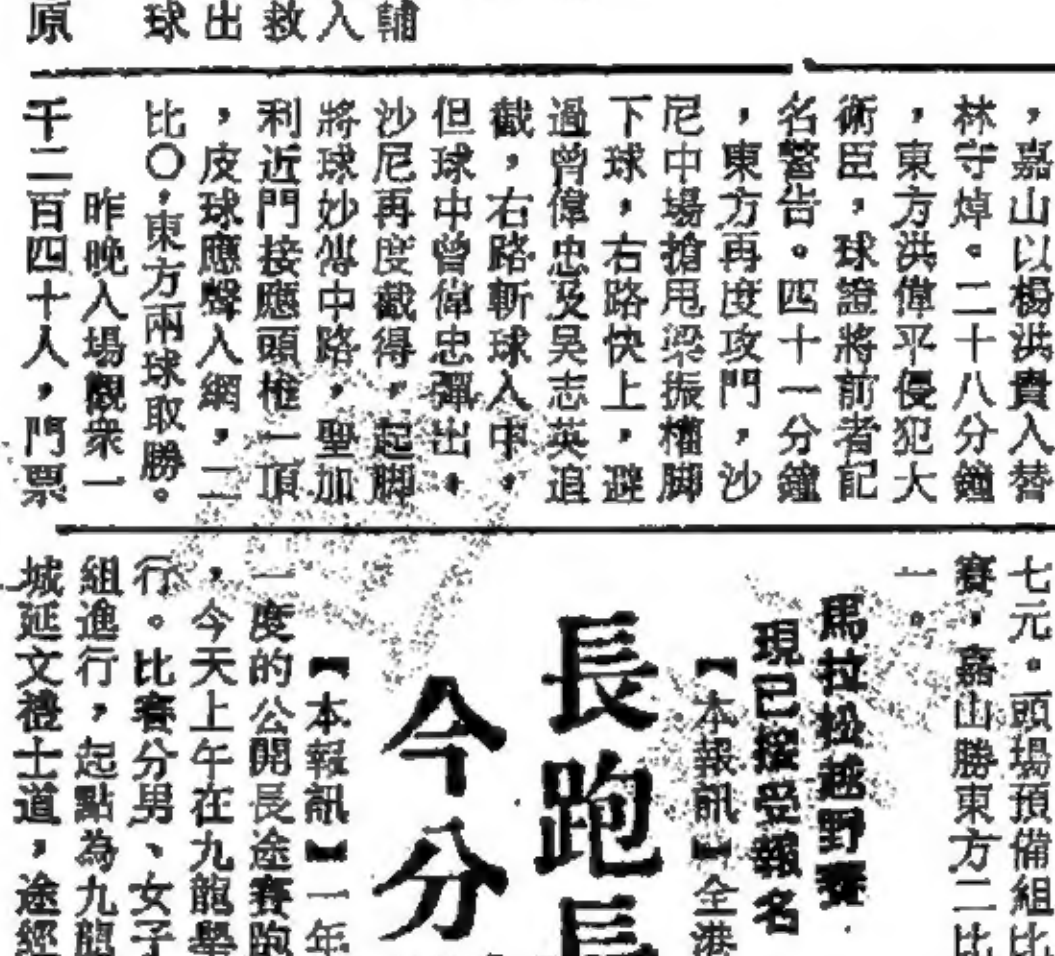 輔
入
救
出
球
原
，嘉山以楊洪貴入替
林守焯。二十八分鐘
，東方洪偉平侵犯大
術臣，球證將前者記
名警告。四十一分鐘
，東方再度攻門，沙
尼中場搶甩梁振權脚
下球，右路快上，避
過曾偉忠及吳志英追
截，右路斬球入中，
但球中曾偉忠彈出。
沙尼再度截得，起脚
將球妙傳中路，聖加
利近門接應頭槌一頂
，皮球應聲入網，二
比〇，東方兩球取勝。
昨晚入場觀衆一
千二百四十人，門票
七元。頭場預備組比
賽，嘉山勝東方二比
一。
馬拉松越野賽
現已接受報名
【本報訊】全港
長跑長
今分
【本報訊】一年
一度的公開長途賽跑
，今天上午在九龍舉
行。比賽分男、女子
組進行，起點為九龍
城延文禮士道，途經